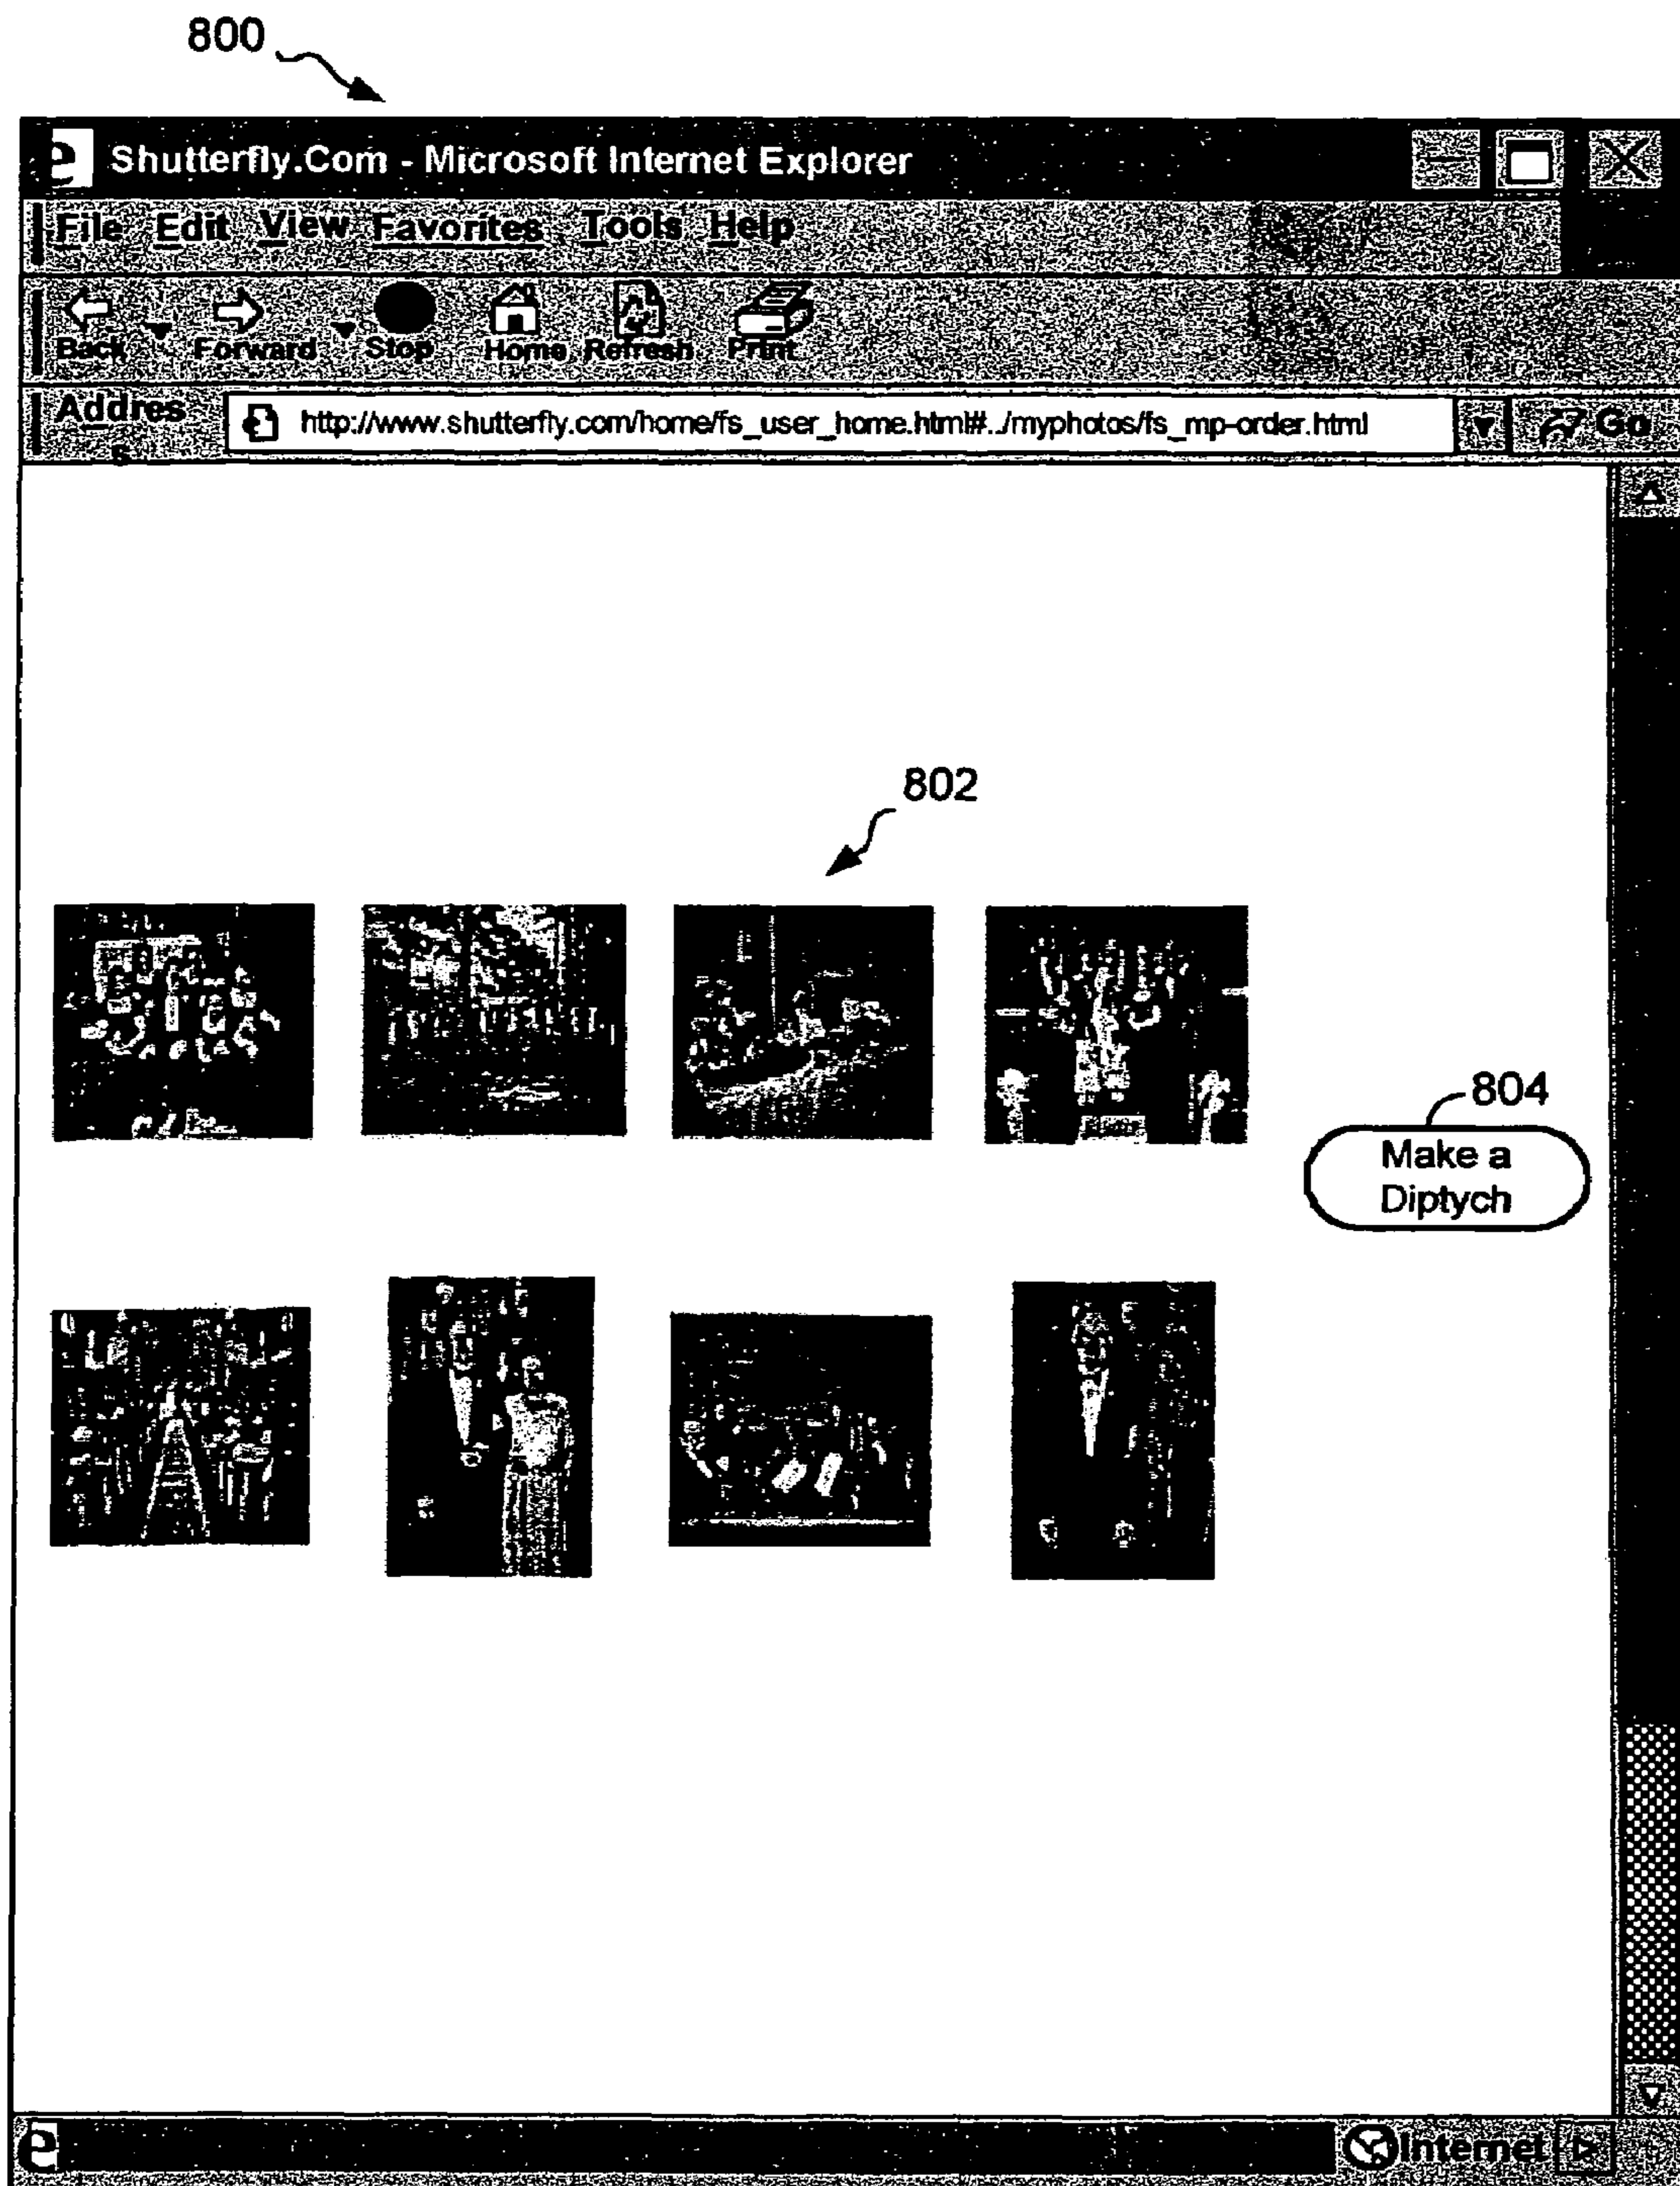 800
e Shutterfly.Com - Microsoft Internet Explorer
File Edit View Favorites Tools Help
Back Forward Stop Home Refresh Print
Addres
s
http://www.shutterfly.com/home/fs_user_home.html#../myphotos/fs_mp-order.html
Go
802
804
Make a
Diptych
e
Internet